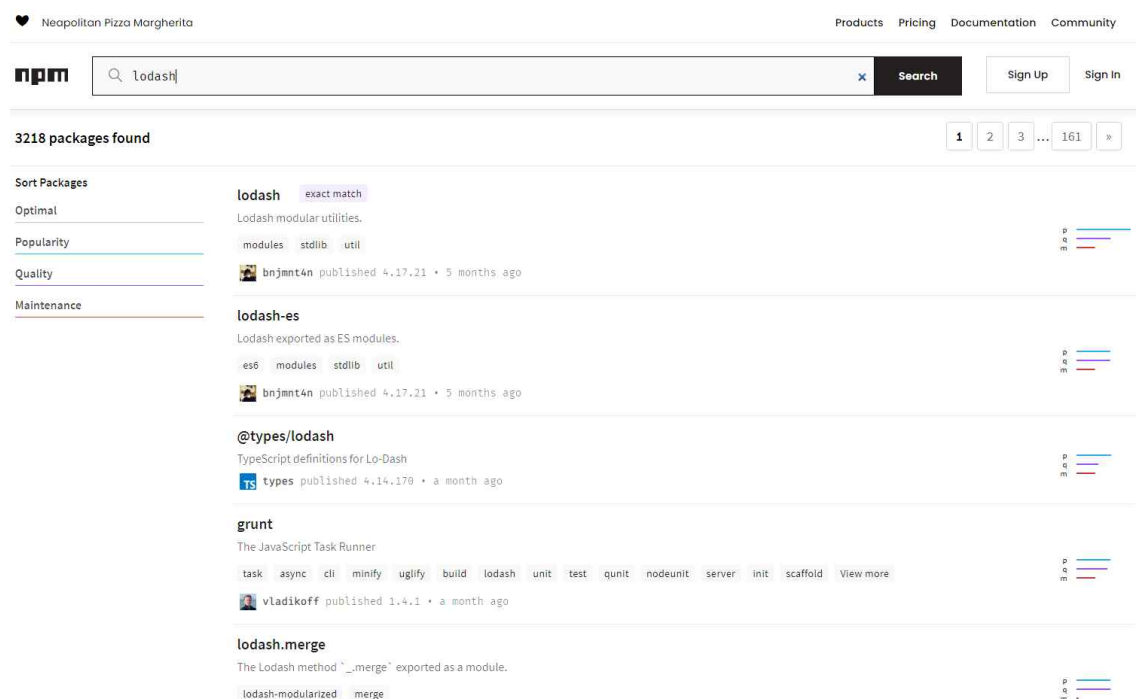 Neapolitan Pizza Margherita
Products Pricing Documentation Community
npm
lodash
×
Search
Sign Up
Sign In
3218 packages found
1 2 3 ... 161 »
Sort Packages
Optimal
Popularity
Quality
Maintenance
lodash exact match
Lodash modular utilities.
modules stdlib util
bnjmnt4n published 4.17.21 • 5 months ago
p
q
m
lodash-es
Lodash exported as ES modules.
es6 modules stdlib util
bnjmnt4n published 4.17.21 • 5 months ago
p
q
m
@types/lodash
TypeScript definitions for Lo-Dash
TS types published 4.14.170 • a month ago
p
q
m
grunt
The JavaScript Task Runner
task async cli minify uglify build lodash unit test qunit nodeunit server init scaffold View more
vladikoff published 1.4.1 • a month ago
p
q
m
lodash.merge
The Lodash method `_.merge` exported as a module.
lodash-modularized merge
p
q
m